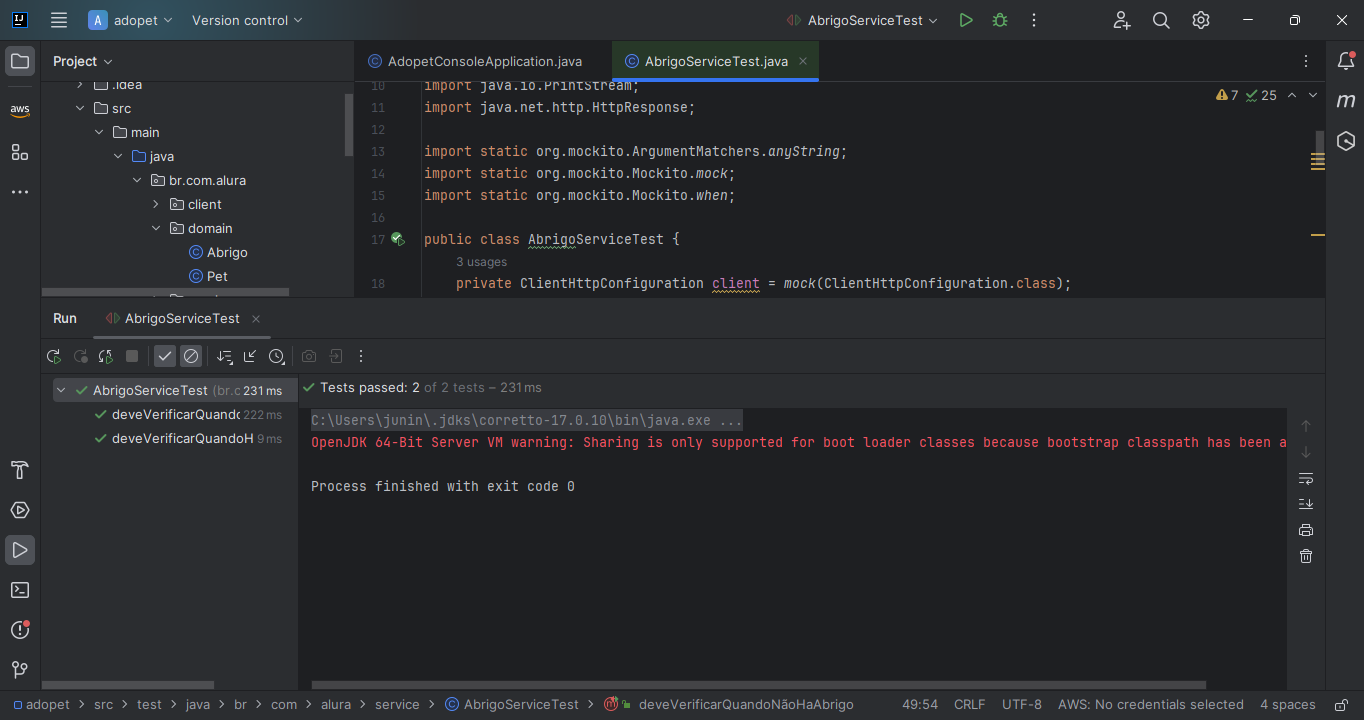 A adopet Version control AbrigoServiceTest
Project
AdopetConsoleApplication.java AbrigoServiceTest.java
aws
.idea
src
main
java
br.com.alura
client
domain
Abrigo
Pet
7 25
10 import java.io.PrintStream;
11 import java.net.http.HttpResponse;
12
13 import static org.mockito.ArgumentMatchers.anyString;
14 import static org.mockito.Mockito.mock;
15 import static org.mockito.Mockito.when;
16
17 public class AbrigoServiceTest {
3 usages
18 private ClientHttpConfiguration client = mock(ClientHttpConfiguration.class);
m
Run AbrigoServiceTest
AbrigoServiceTest (br.c 231 ms
deveVerificarQuando 222 ms
deveVerificarQuandoH 9 ms
Tests passed: 2 of 2 tests – 231 ms
C:\Users\junin\.jdks\corretto-17.0.10\bin\java.exe ...
OpenJDK 64-Bit Server VM warning: Sharing is only supported for boot loader classes because bootstrap classpath has been a
Process finished with exit code 0
adopet > src > test > java > br > com > alura > service > AbrigoServiceTest > deveVerificarQuandoNãoHaAbrigo 49:54 CRLF UTF-8 AWS: No credentials selected 4 spaces